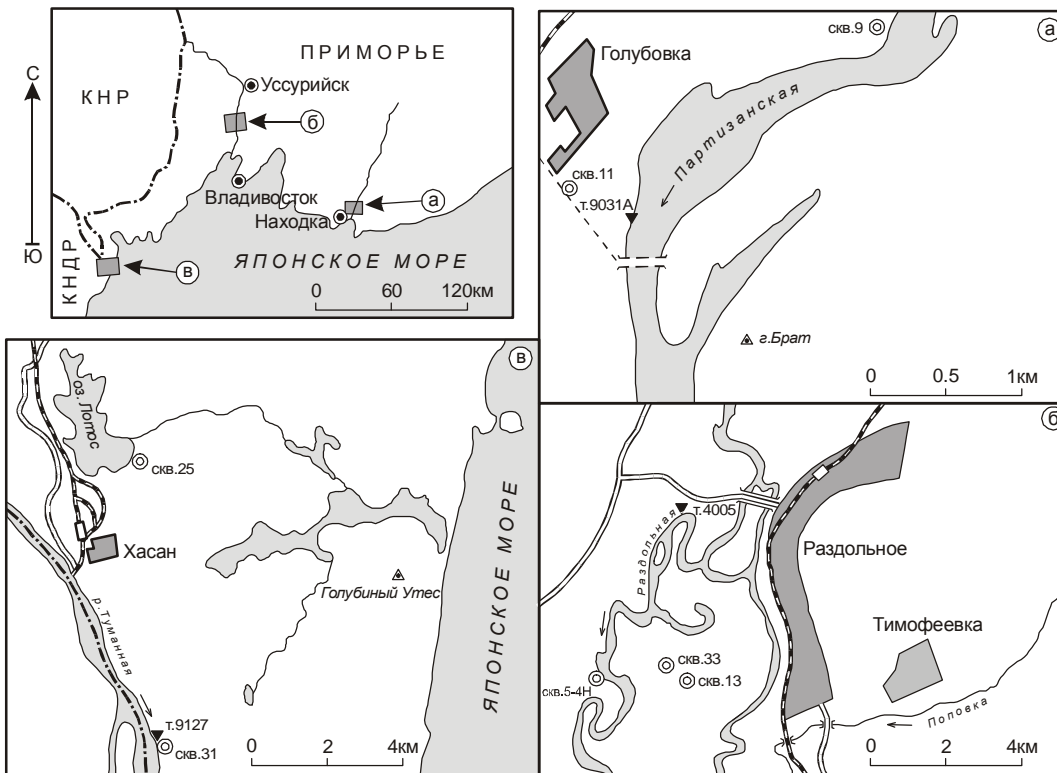 ПРИМОРЬЕ
С
КНР
Уссурийск
б
Владивосток
Находка
а
Ю
КНДР
в
ЯПОНСКОЕ МОРЕ
0 60 120км
а
скв.9
Голубовка
Партизанская
скв.11
т.9031А
г.Брат
0 0.5 1км
в
оз. Лотос
скв.25
Хасан
Голубиный Утес
ЯПОНСКОЕ МОРЕ
р. Туманная
т.9127
скв.31
0 2 4км
б
т.4005
Раздольная
Раздольное
Тимофеевка
скв.33
скв.13
скв.5-4Н
Поповка
0 2 4км